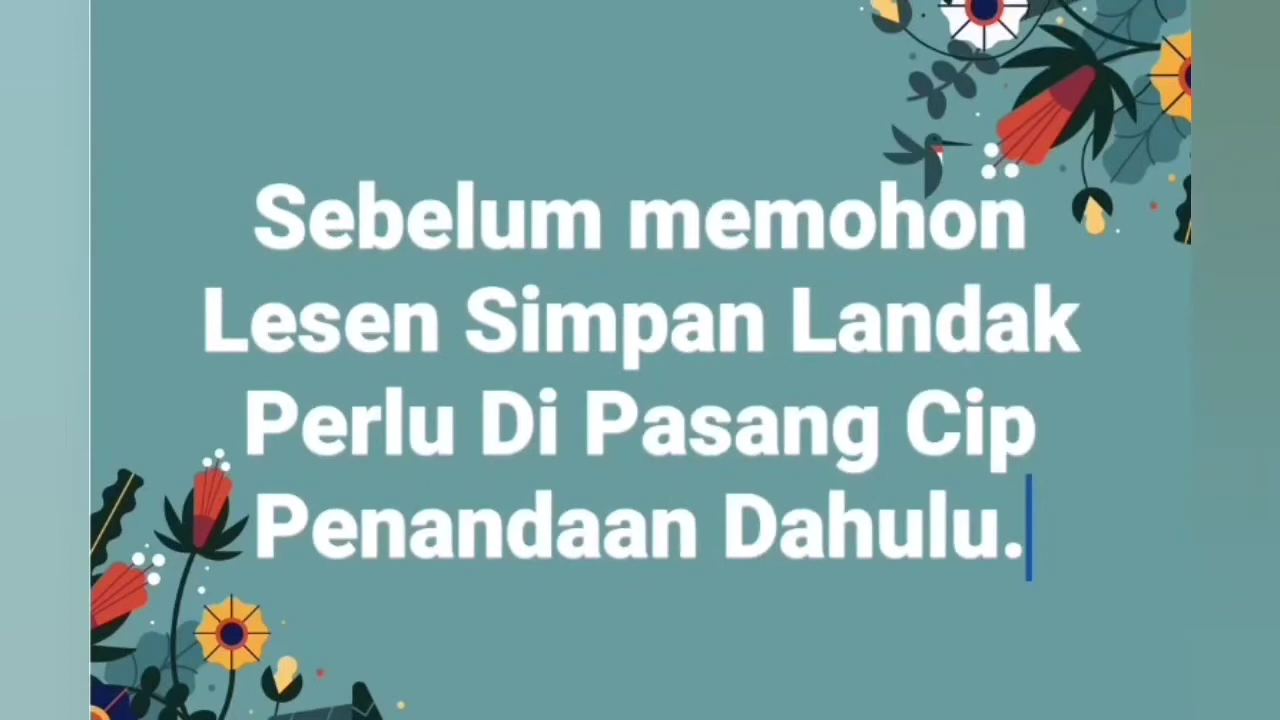 Sebelum memohon
Lesen Simpan Landak
Perlu Di Pasang Cip
Penandaan Dahulu.